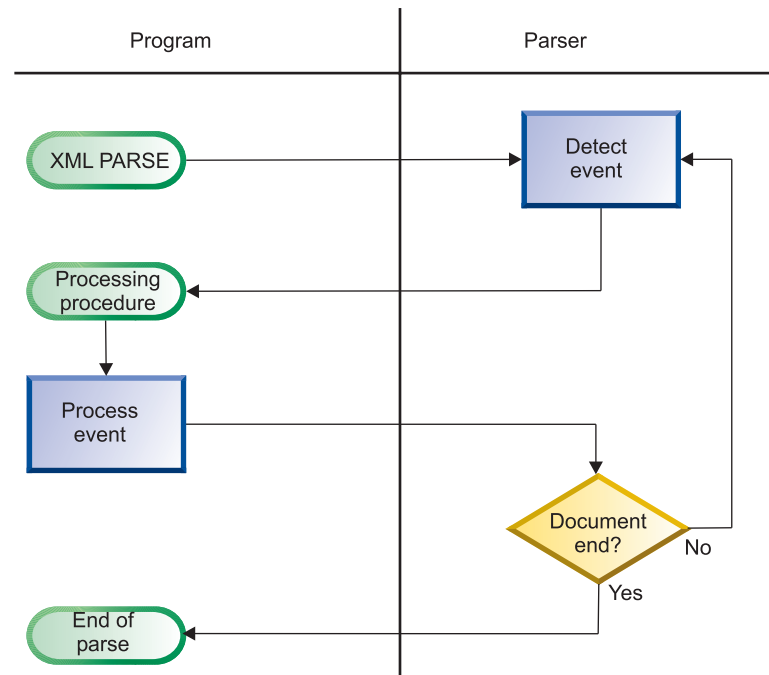 Program
Parser
XML PARSE
Detect
event
Processing
procedure
Process
event
Document
end?
No
Yes
End of
parse